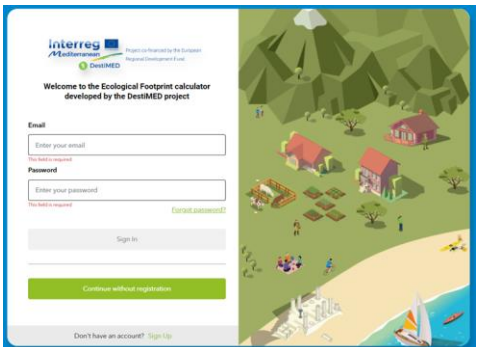 Interreg
Mediterranean
DestiMED
Project co-financed by the European
Regional Development Fund
Welcome to the Ecological Footprint calculator
developed by the DestiMED project
Email
Enter your email
This field is required
Password
Enter your password
This field is required
Forgot password?
Sign In
Continue without registration
Don't have an account? Sign Up